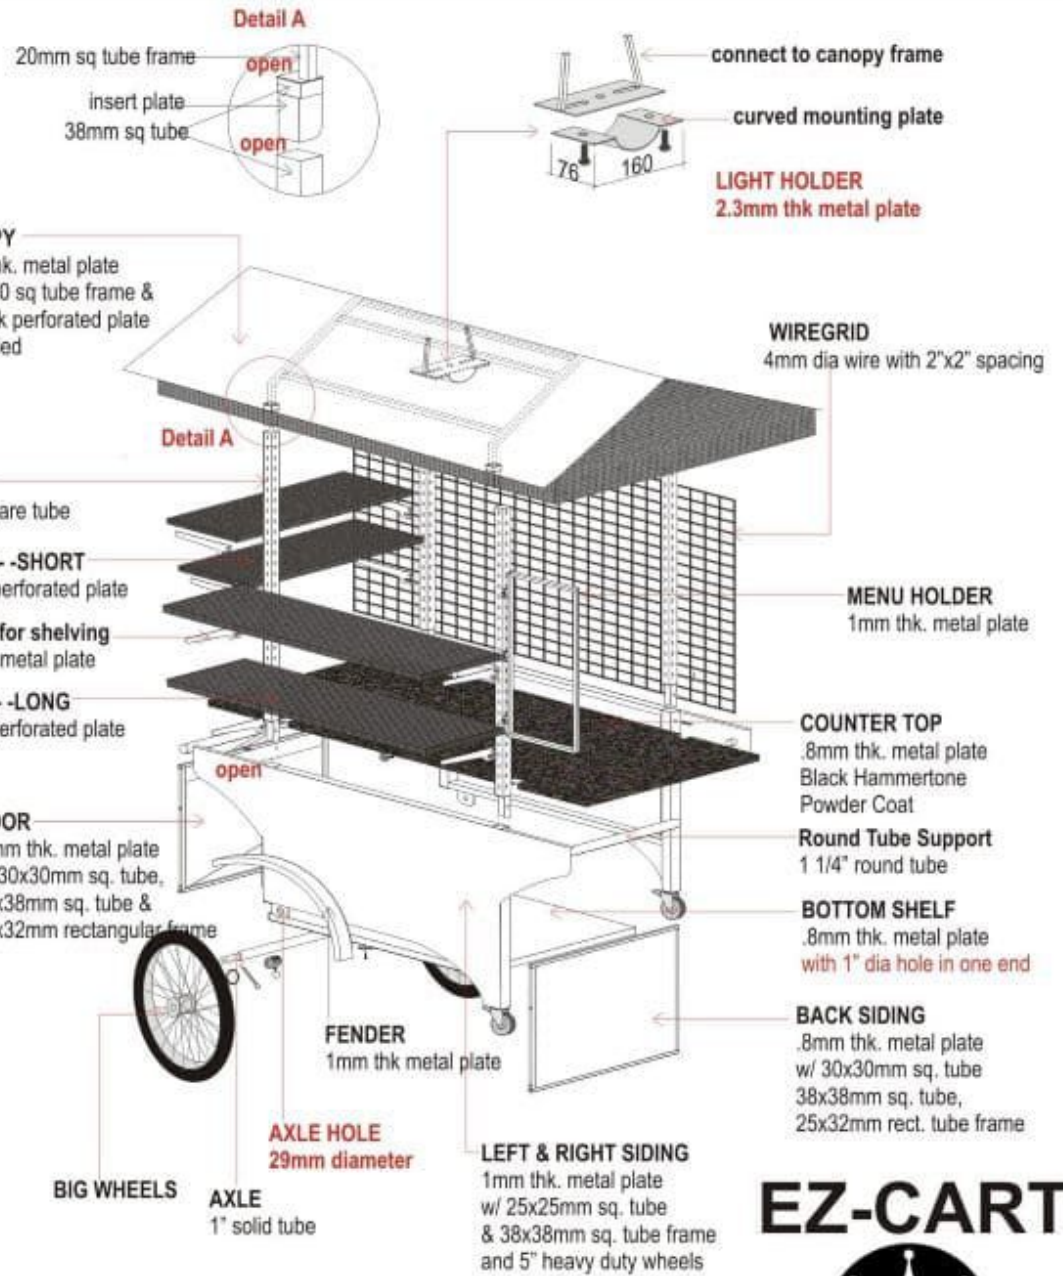 Detail A
20mm sq tube frame
open
insert plate
38mm sq tube
open
connect to canopy frame
curved mounting plate
76
160
LIGHT HOLDER
2.3mm thk metal plate
PY
k. metal plate
0 sq tube frame &
k perforated plate
ed
WIREGRID
4mm dia wire with 2"x2" spacing
Detail A
are tube
- -SHORT
perforated plate
for shelving
metal plate
- -LONG
perforated plate
MENU HOLDER
1mm thk. metal plate
COUNTER TOP
.8mm thk. metal plate
Black Hammertone
Powder Coat
open
OOR
mm thk. metal plate
30x30mm sq. tube,
x38mm sq. tube &
x32mm rectangular frame
Round Tube Support
1 1/4" round tube
BOTTOM SHELF
.8mm thk. metal plate
with 1" dia hole in one end
BACK SIDING
.8mm thk. metal plate
w/ 30x30mm sq. tube
38x38mm sq. tube,
25x32mm rect. tube frame
FENDER
1mm thk metal plate
AXLE HOLE
29mm diameter
BIG WHEELS
AXLE
1" solid tube
LEFT & RIGHT SIDING
1mm thk. metal plate
w/ 25x25mm sq. tube
& 38x38mm sq. tube frame
and 5" heavy duty wheels
EZ-CART